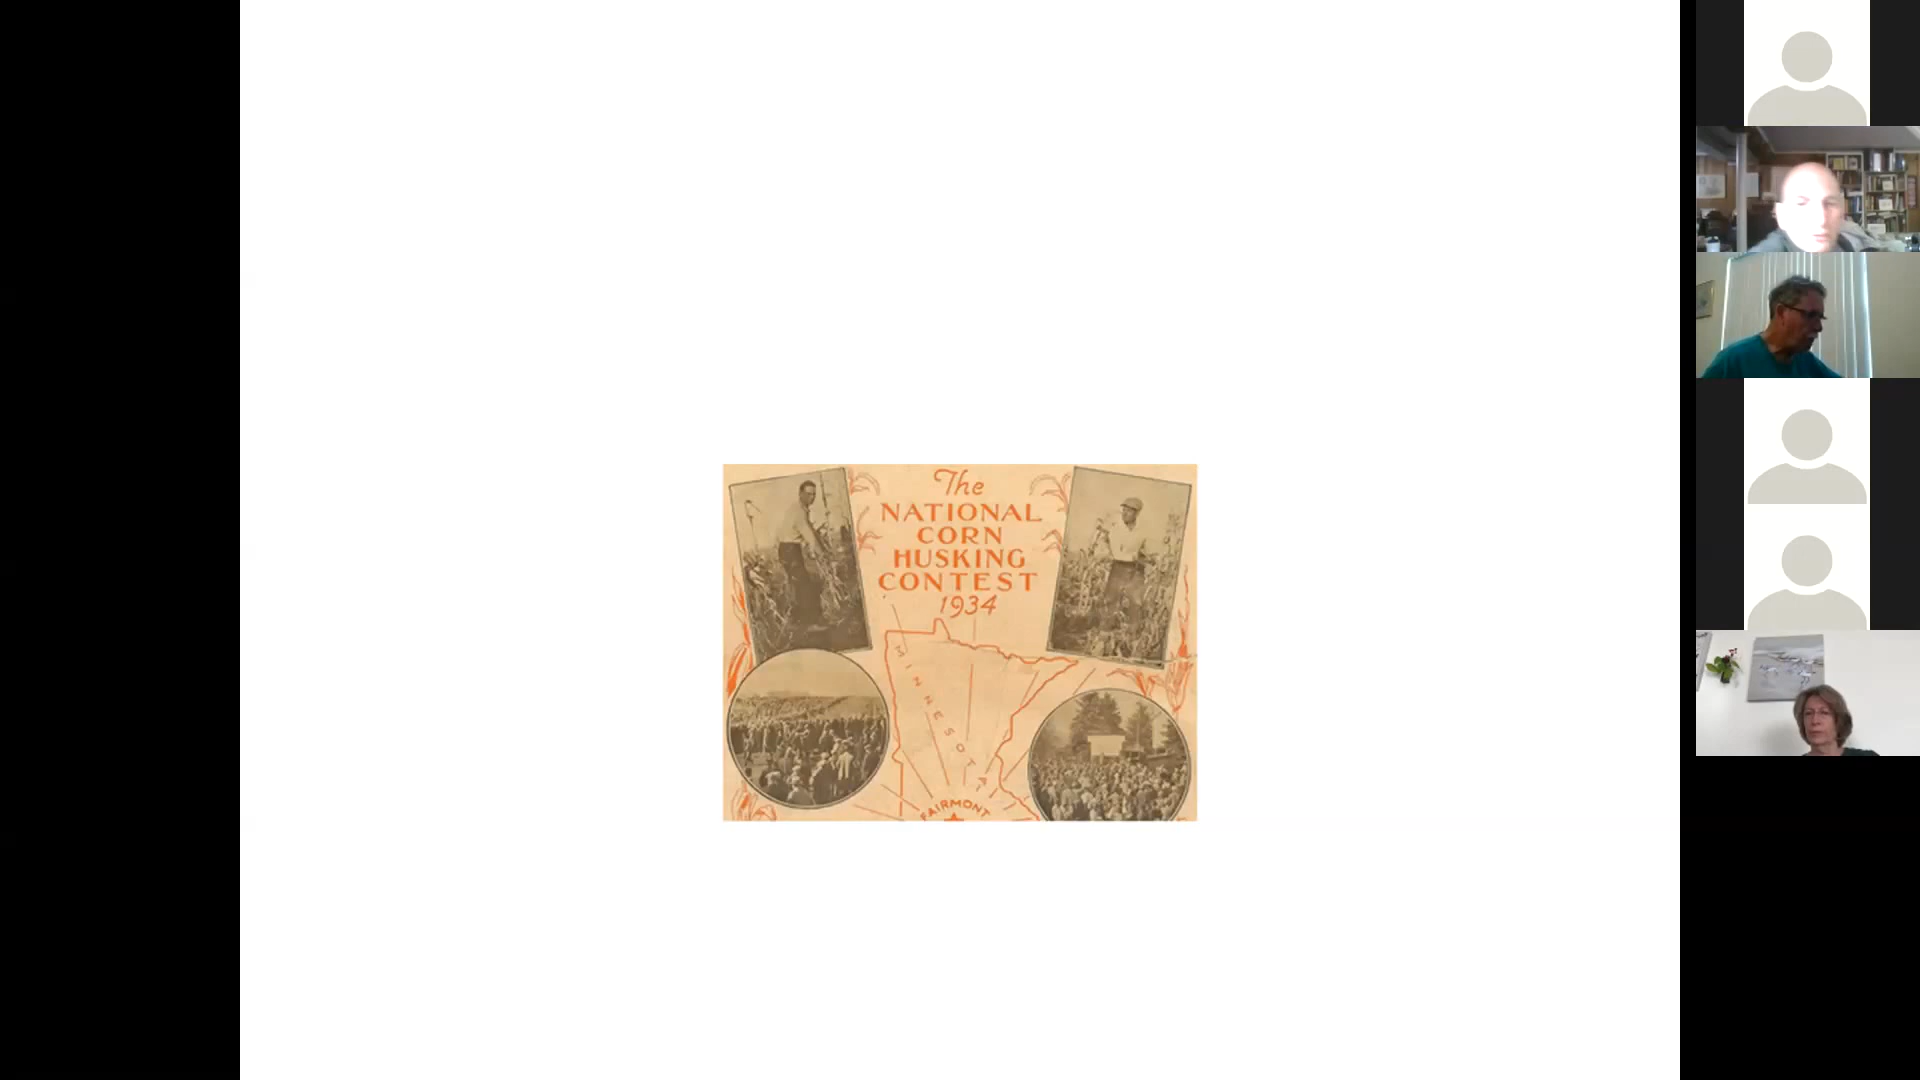 The
NATIONAL
CORN
HUSKING
CONTEST
1934
MINNESOTA
FAIRMONT